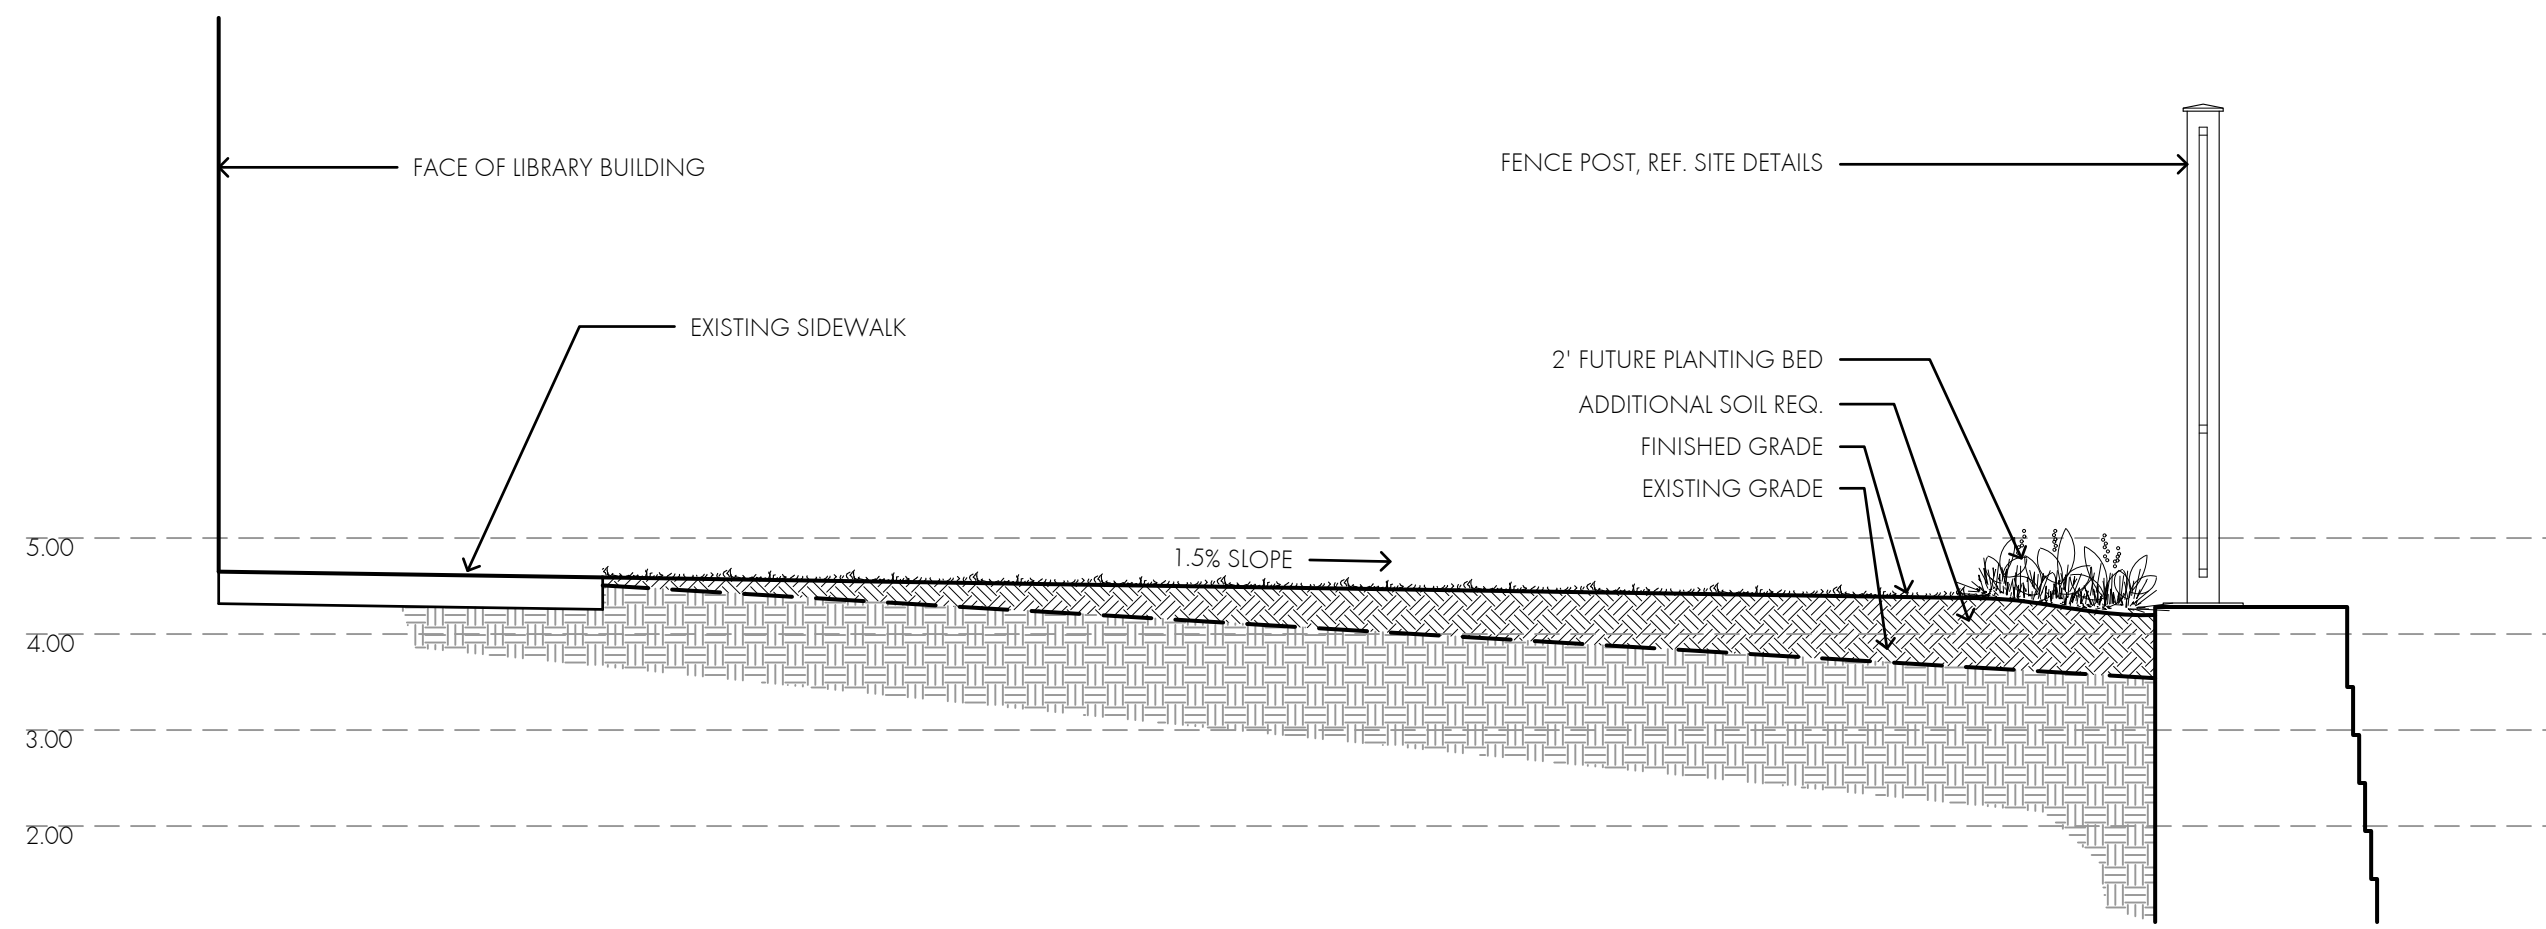 FACE OF LIBRARY BUILDING
FENCE POST, REF. SITE DETAILS
EXISTING SIDEWALK
2' FUTURE PLANTING BED
ADDITIONAL SOIL REQ.
FINISHED GRADE
EXISTING GRADE
5.00
1.5% SLOPE
4.00
3.00
2.00